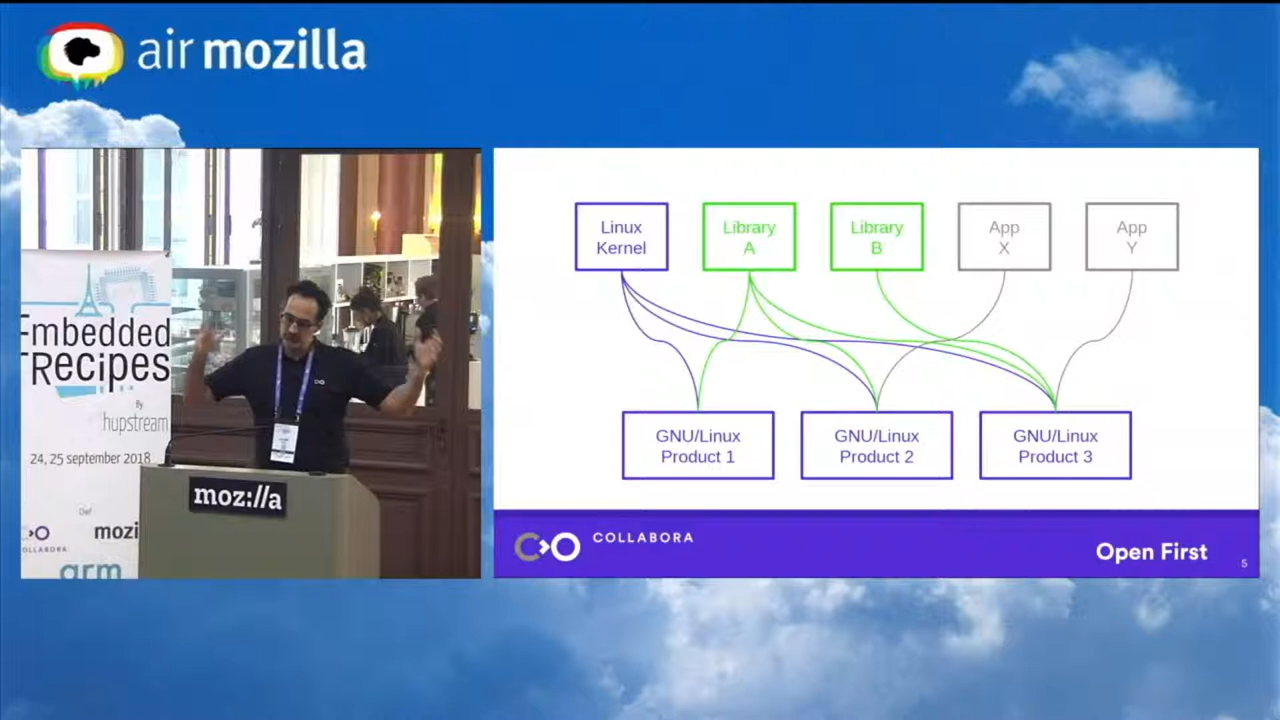 air mozilla
Embedded
Recipes
By
hupstream
24, 25 september 2018
COLLABORA
mozi
arm
moz://a
Linux
Kernel
Library
A
Library
B
App
X
App
Y
GNU/Linux
Product 1
GNU/Linux
Product 2
GNU/Linux
Product 3
COLLABORA
Open First
5